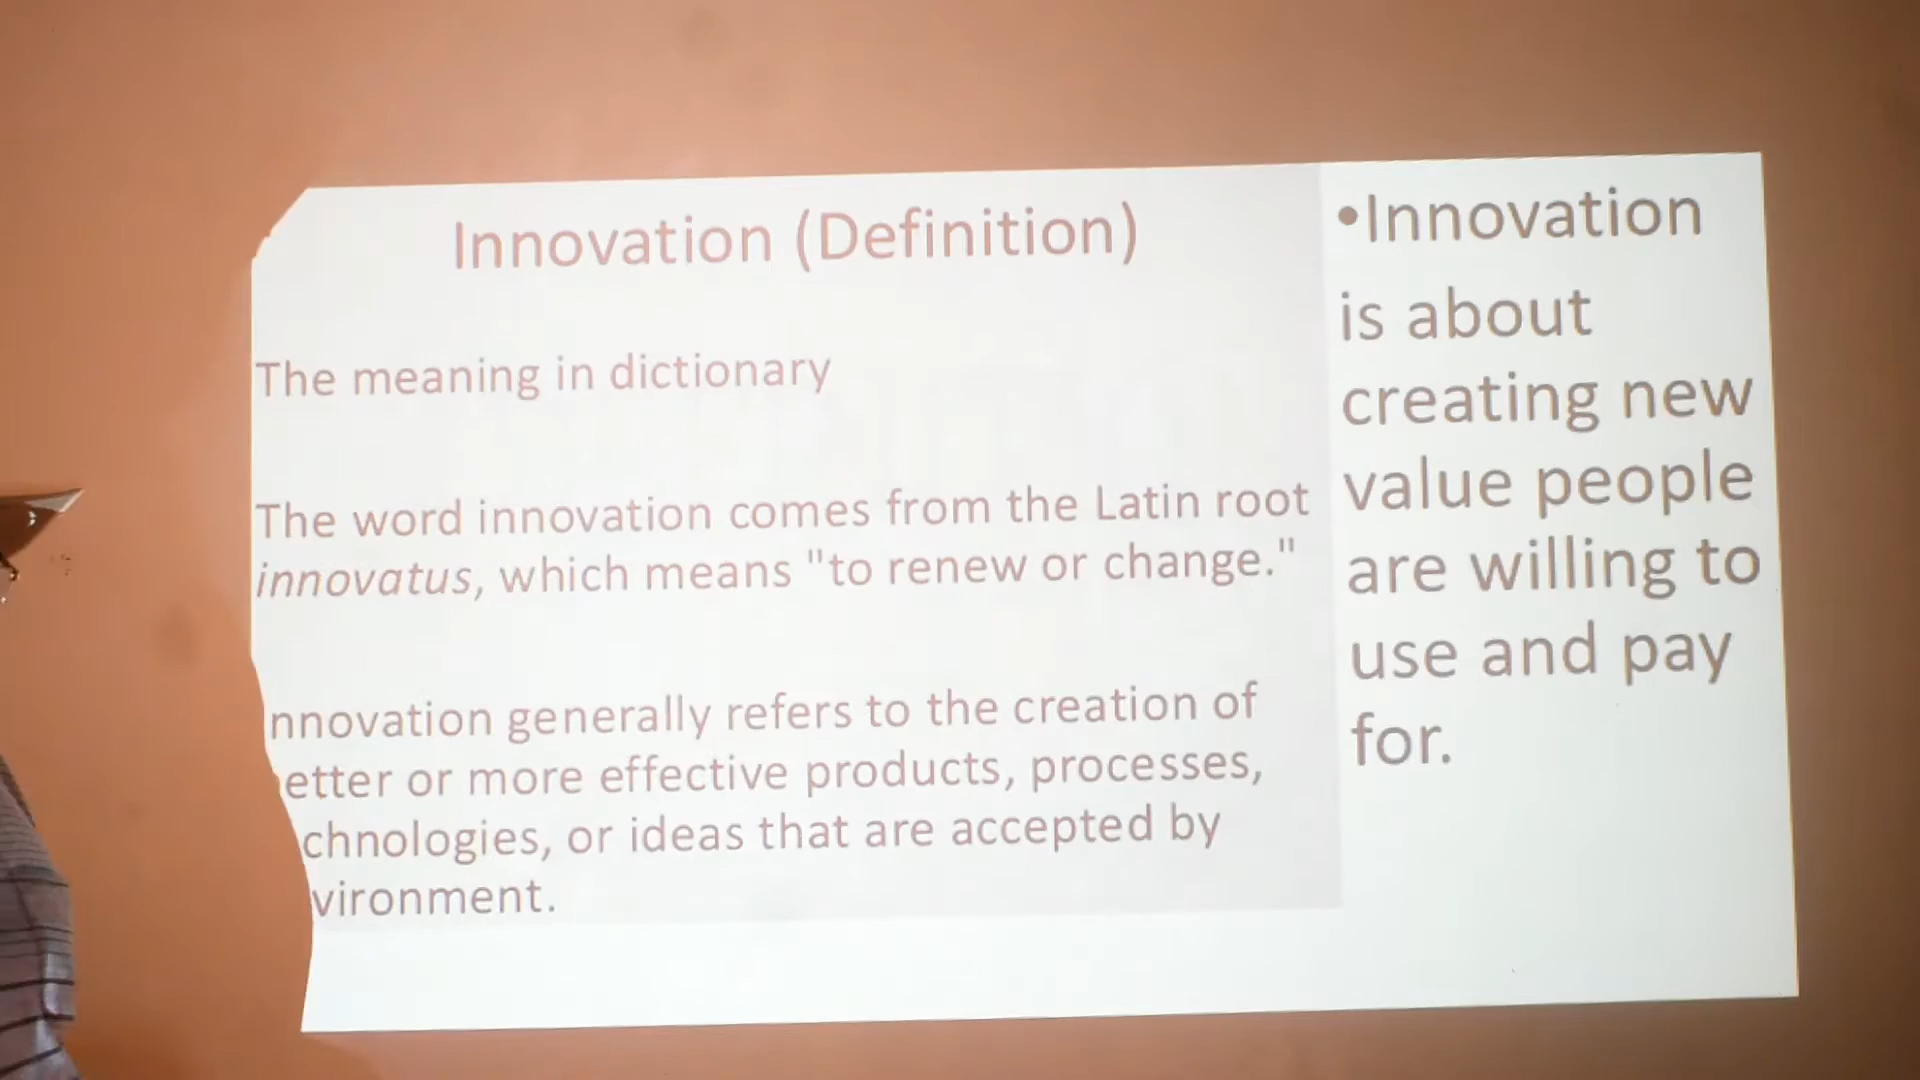 Innovation (Definition)
The meaning in dictionary
The word innovation comes from the Latin root
innovatus, which means "to renew or change."
nnovation generally refers to the creation of
etter or more effective products, processes,
chnologies, or ideas that are accepted by
vironment.
•Innovation
is about
creating new
value people
are willing to
use and pay
for.